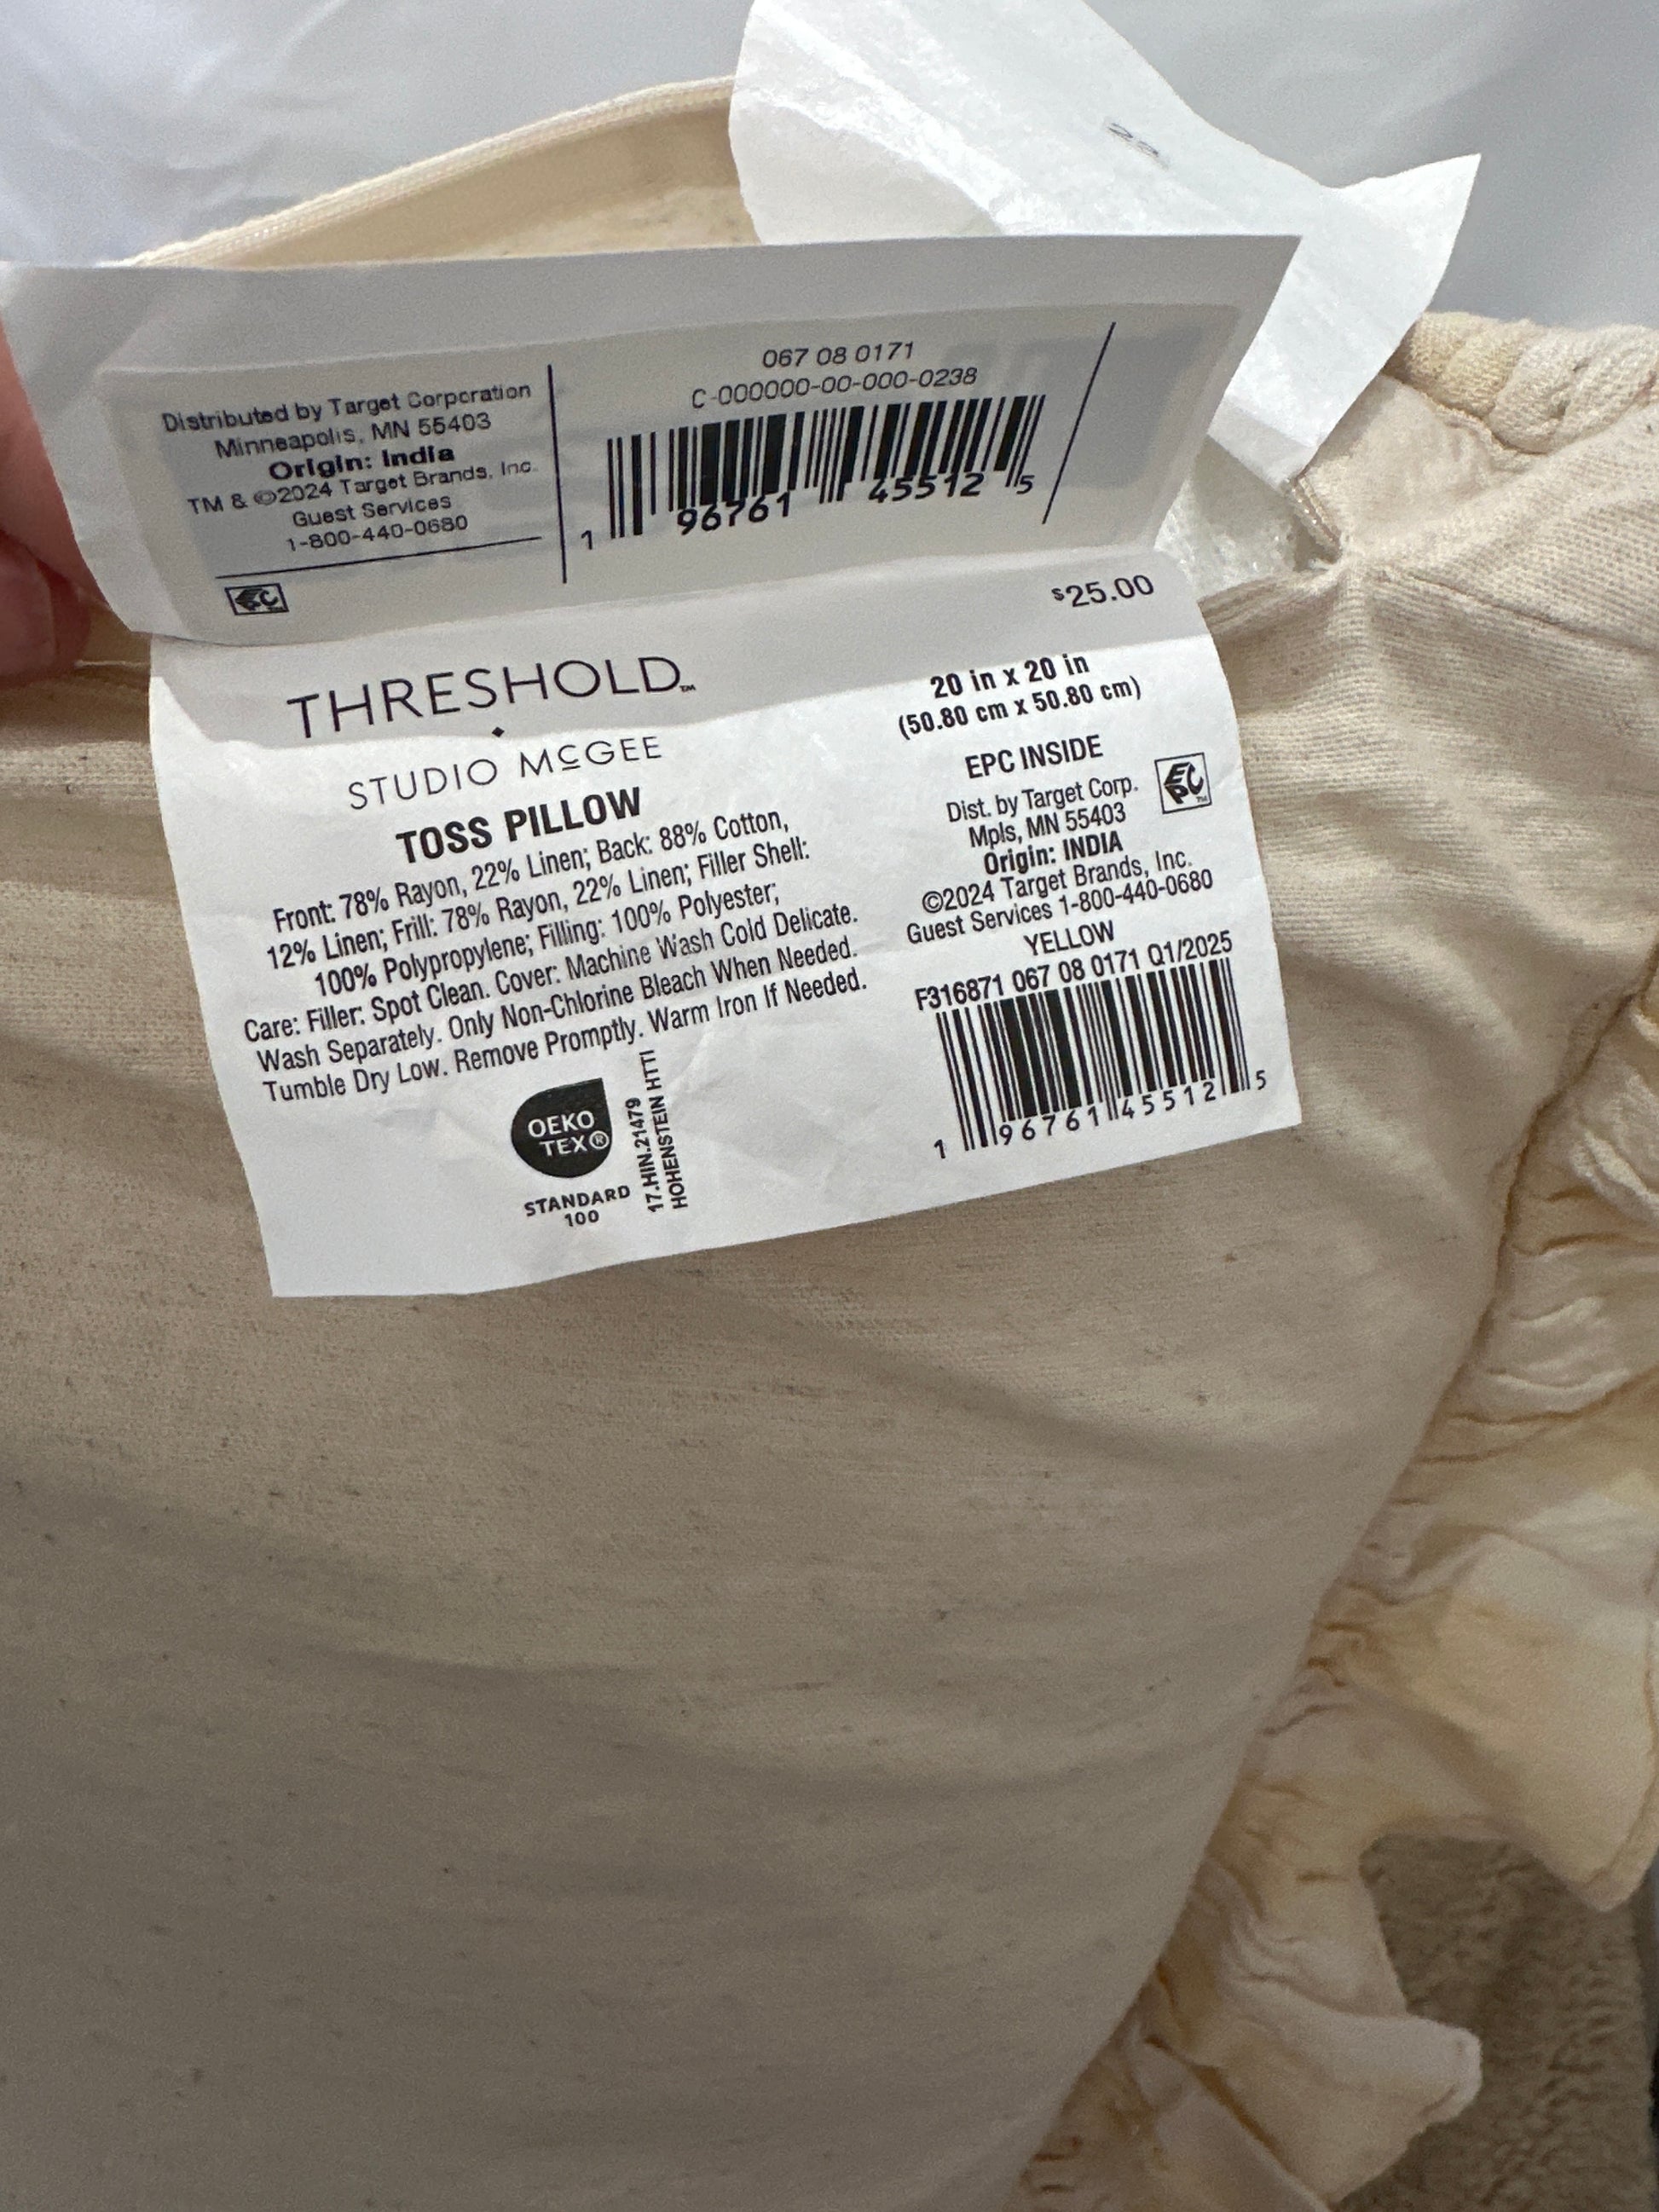 Distributed by Target Corporation
Minneapolis, MN 55403
Origin: India
TM & ©2024 Target Brands, Inc.
Guest Services
1-800-440-0680
067 08 0171
C-000000-00-000-0238
1 96761 45512 5
$25.00
THRESHOLD™
STUDIO McGEE
TOSS PILLOW
Front: 78% Rayon, 22% Linen; Back: 88% Cotton,
12% Linen; Frill: 78% Rayon, 22% Linen; Filler Shell:
100% Polypropylene; Filling: 100% Polyester;
Care: Filler: Spot Clean. Cover: Machine Wash Cold Delicate.
Wash Separately. Only Non-Chlorine Bleach When Needed.
Tumble Dry Low. Remove Promptly. Warm Iron If Needed.
OEKO
TEX®
STANDARD
100
17.HIN.21479
HOHENSTEIN HTTI
20 in x 20 in
(50.80 cm x 50.80 cm)
EPC INSIDE
EPC™
Dist. by Target Corp.
Mpls, MN 55403
Origin: INDIA
©2024 Target Brands, Inc.
Guest Services 1-800-440-0680
YELLOW
F316871 067 08 0171 Q1/2025
1 96761 45512 5